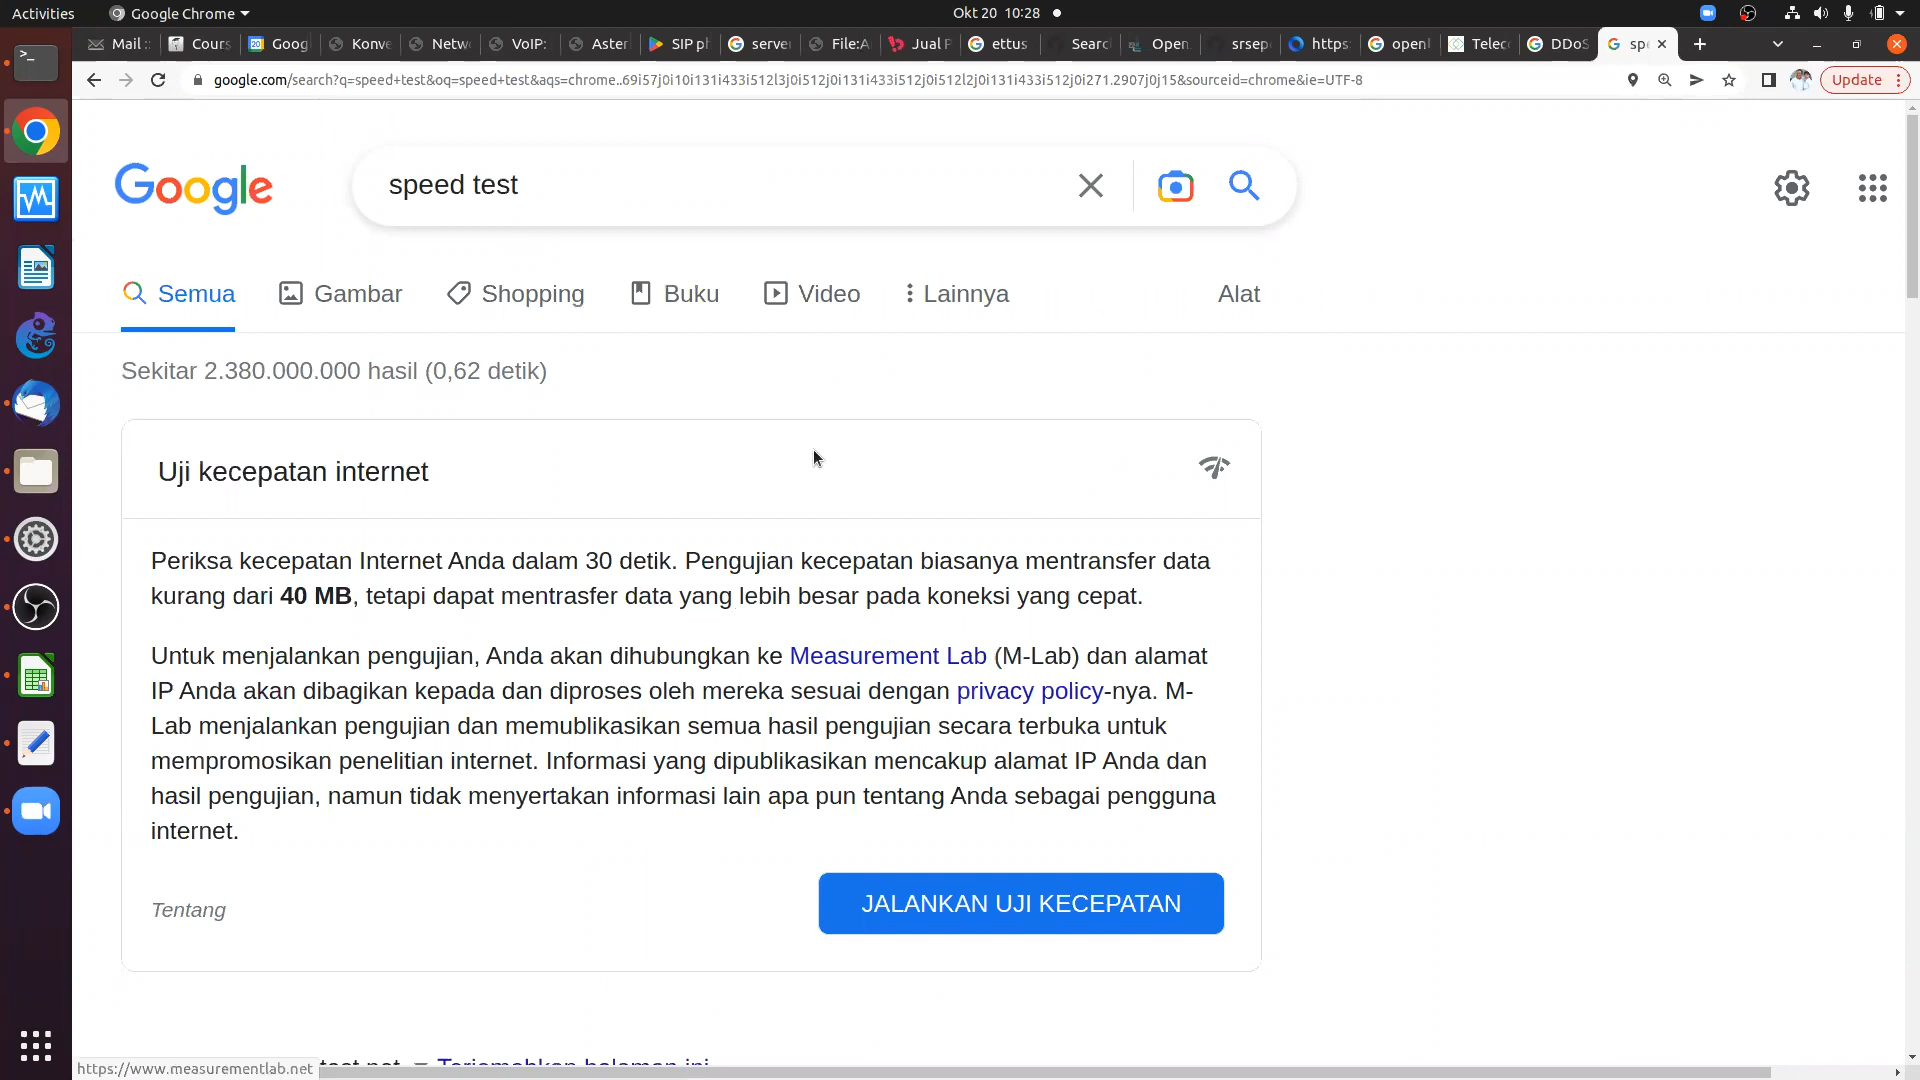 Activities
Google Chrome
Okt 20 10:28
Mail :
Cours
Goog
Konve
Netw
VoIP:
Aster
SIP pl
serve
File:A
Jual P
ettus
Searc
Open
srsep
https:
openl
Telec
DDoS
sp
google.com/search?q=speed+test&oq=speed+test&aqs=chrome..69i57j0i10i131i433i512l3j0i512j0i131i433i512j0i512l2j0i131i433i512j0i271.2907j0j15&sourceid=chrome&ie=UTF-8
Update
Google
speed test
Semua
Gambar
Shopping
Buku
Video
Lainnya
Alat
Sekitar 2.380.000.000 hasil (0,62 detik)
Uji kecepatan internet
Periksa kecepatan Internet Anda dalam 30 detik. Pengujian kecepatan biasanya mentransfer data
kurang dari 40 MB, tetapi dapat mentrasfer data yang lebih besar pada koneksi yang cepat.
Untuk menjalankan pengujian, Anda akan dihubungkan ke Measurement Lab (M-Lab) dan alamat
IP Anda akan dibagikan kepada dan diproses oleh mereka sesuai dengan privacy policy-nya. M-
Lab menjalankan pengujian dan memublikasikan semua hasil pengujian secara terbuka untuk
mempromosikan penelitian internet. Informasi yang dipublikasikan mencakup alamat IP Anda dan
hasil pengujian, namun tidak menyertakan informasi lain apa pun tentang Anda sebagai pengguna
internet.
Tentang
JALANKAN UJI KECEPATAN
Terjemahkan halaman ini
https://www.measurementlab.net